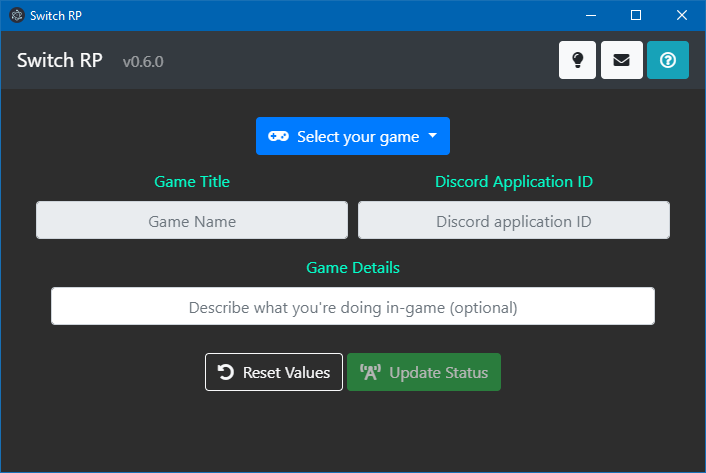 Switch RP
Switch RP v0.6.0
Select your game
Game Title
Discord Application ID
Game Name
Discord application ID
Game Details
Describe what you're doing in-game (optional)
Reset Values
Update Status